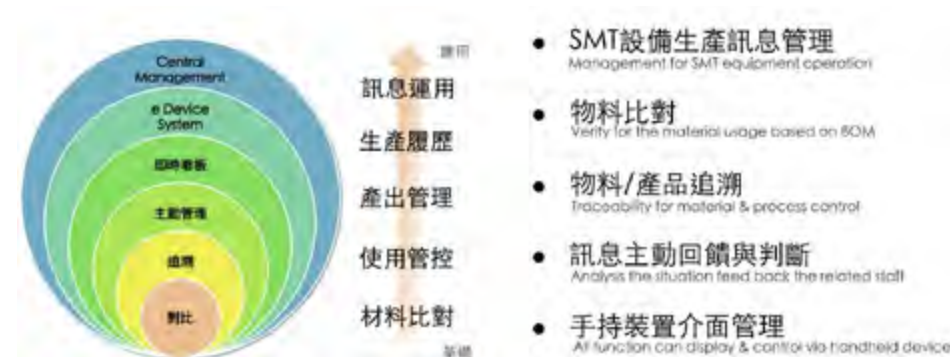 Central
Management
e Device
System
即時看板
主動管理
追溯
對比
應用
訊息運用
生產履歷
產出管理
使用管控
材料比對
基礎
• SMT設備生產訊息管理
Management for SMT equipment operation
• 物料比對
Verify for the material usage based on BOM
• 物料/產品追溯
Traceability for material & process control
• 訊息主動回饋與判斷
Analysis the situation feed back the related staff
• 手持裝置介面管理
All function can display & control via handheld device